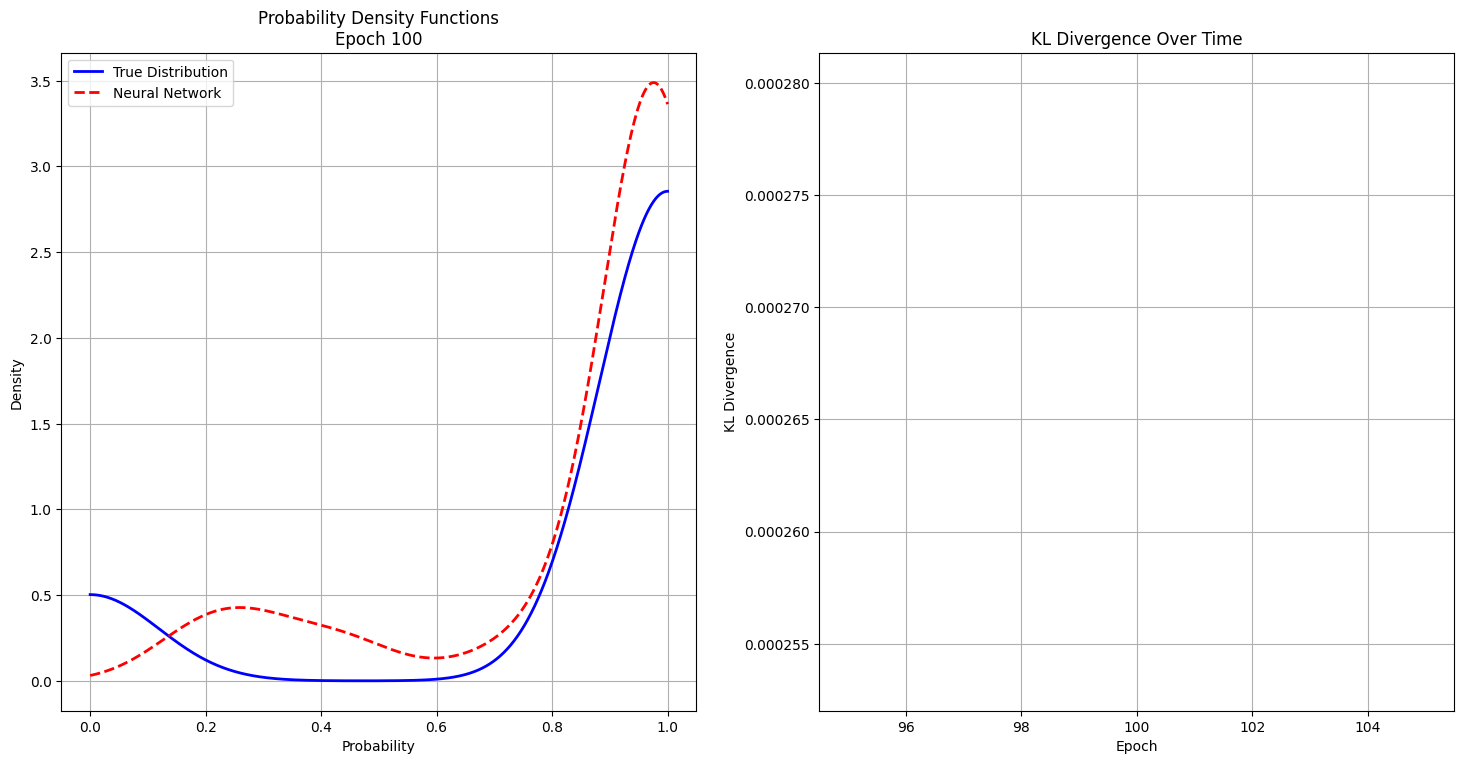 Probability Density Functions
Epoch 100
True Distribution
Neural Network
3.5
3.0
2.5
2.0
1.5
1.0
0.5
0.0
Density
0.0 0.2 0.4 0.6 0.8 1.0
Probability
KL Divergence Over Time
0.000280
0.000275
0.000270
0.000265
0.000260
0.000255
KL Divergence
96 98 100 102 104
Epoch